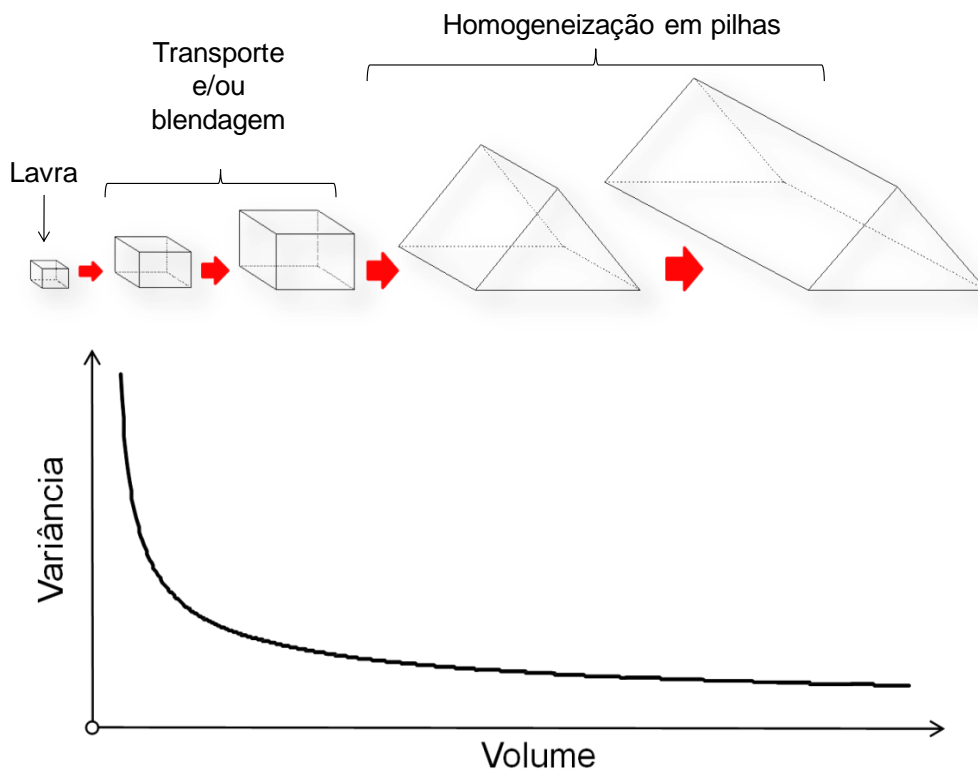 Homogeneização em pilhas
Transporte
e/ou
blendagem
Lavra
Variância
Volume